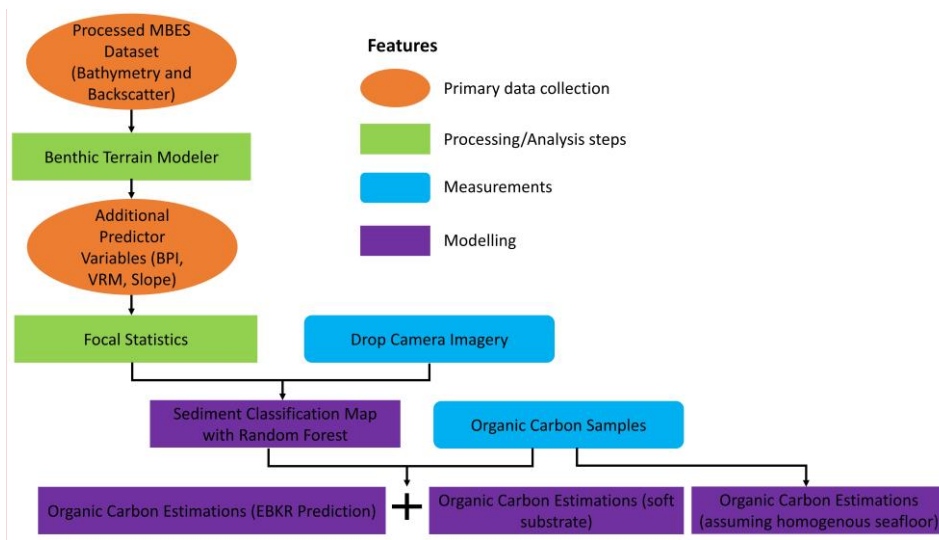 Processed MBES
Dataset
(Bathymetry and
Backscatter)
Benthic Terrain Modeler
Additional
Predictor
Variables (BPI,
VRM, Slope)
Focal Statistics
Drop Camera Imagery
Sediment Classification Map
with Random Forest
Organic Carbon Samples
Organic Carbon Estimations (EBKR Prediction)
+
Organic Carbon Estimations (soft
substrate)
Organic Carbon Estimations
(assuming homogenous seafloor)
Features
Primary data collection
Processing/Analysis steps
Measurements
Modelling